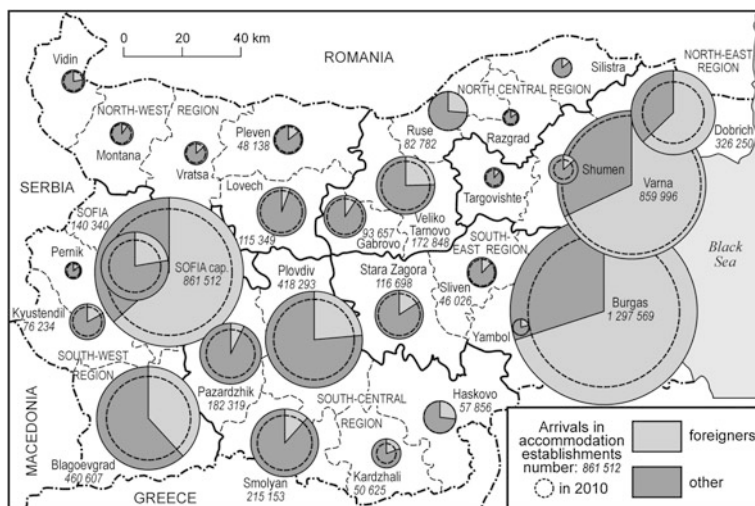 0 20 40 km
ROMANIA
Vidin
Silistra
NORTH-EAST
REGION
NORTH-WEST REGION
NORTH CENTRAL REGION
Montana
Vratsa
Pleven
48 138
Ruse
82 782
Razgrad
Dobrich
326 250
SERBIA
Lovech
115 349
93 657
Gabrovo
Veliko
Tarnovo
172 848
Targovishte
Shumen
Varna
859 996
SOFIA
140 340
Pernik
SOFIA cap.
861 512
Plovdiv
418 293
Stara Zagora
116 698
SOUTH-
EAST REGION
Sliven
46 026
Black
Sea
Kyustendil
76 234
Yambol
Burgas
1 297 569
SOUTH-WEST
REGION
Pazardzhik
182 319
SOUTH-CENTRAL
REGION
Haskovo
57 856
MACEDONIA
Blagoevgrad
460 607
Smolyan
215 153
Kardzhali
50 625
GREECE
Arrivals in
accommodation
establishments
number: 861 512
in 2010
foreigners
other